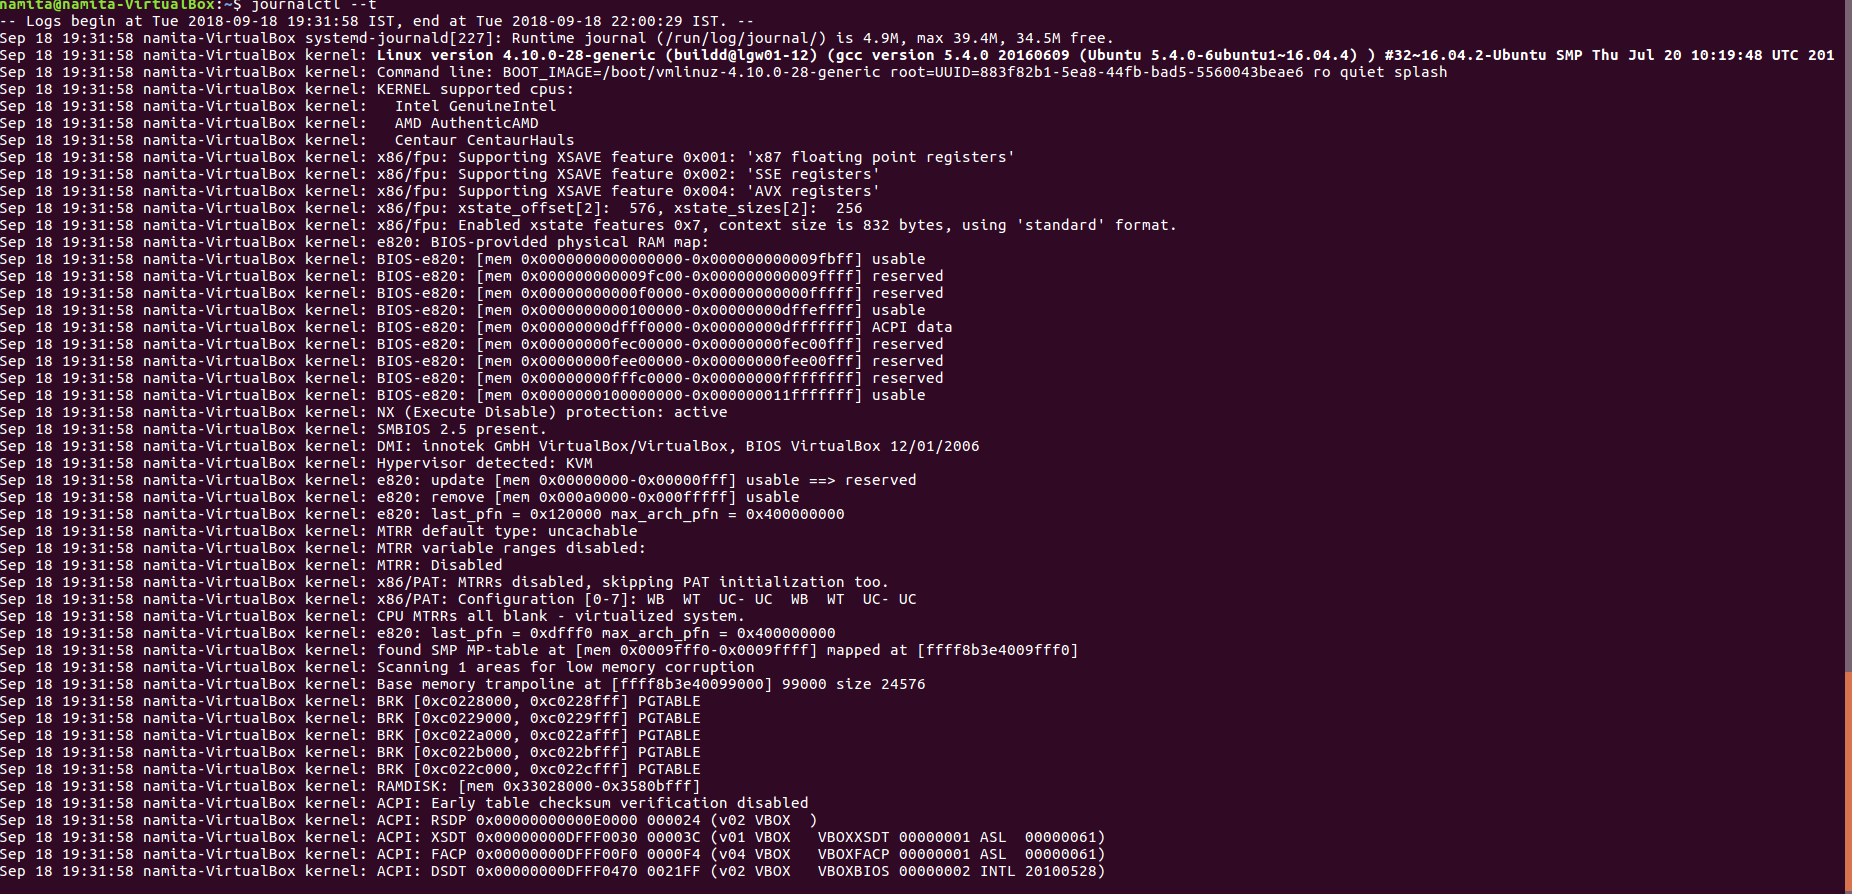 namita@namita-VirtualBox:~$ journalctl --t
-- Logs begin at Tue 2018-09-18 19:31:58 IST, end at Tue 2018-09-18 22:00:29 IST. --
Sep 18 19:31:58 namita-VirtualBox systemd-journald[227]: Runtime journal (/run/log/journal/) is 4.9M, max 39.4M, 34.5M free.
Sep 18 19:31:58 namita-VirtualBox kernel: Linux version 4.10.0-28-generic (buildd@lgw01-12) (gcc version 5.4.0 20160609 (Ubuntu 5.4.0-6ubuntu1~16.04.4) ) #32~16.04.2-Ubuntu SMP Thu Jul 20 10:19:48 UTC 201
Sep 18 19:31:58 namita-VirtualBox kernel: Command line: BOOT_IMAGE=/boot/vmlinuz-4.10.0-28-generic root=UUID=883f82b1-5ea8-44fb-bad5-5560043beae6 ro quiet splash
Sep 18 19:31:58 namita-VirtualBox kernel: KERNEL supported cpus:
Sep 18 19:31:58 namita-VirtualBox kernel:   Intel GenuineIntel
Sep 18 19:31:58 namita-VirtualBox kernel:   AMD AuthenticAMD
Sep 18 19:31:58 namita-VirtualBox kernel:   Centaur CentaurHauls
Sep 18 19:31:58 namita-VirtualBox kernel: x86/fpu: Supporting XSAVE feature 0x001: 'x87 floating point registers'
Sep 18 19:31:58 namita-VirtualBox kernel: x86/fpu: Supporting XSAVE feature 0x002: 'SSE registers'
Sep 18 19:31:58 namita-VirtualBox kernel: x86/fpu: Supporting XSAVE feature 0x004: 'AVX registers'
Sep 18 19:31:58 namita-VirtualBox kernel: x86/fpu: xstate_offset[2]:  576, xstate_sizes[2]:  256
Sep 18 19:31:58 namita-VirtualBox kernel: x86/fpu: Enabled xstate features 0x7, context size is 832 bytes, using 'standard' format.
Sep 18 19:31:58 namita-VirtualBox kernel: e820: BIOS-provided physical RAM map:
Sep 18 19:31:58 namita-VirtualBox kernel: BIOS-e820: [mem 0x0000000000000000-0x000000000009fbff] usable
Sep 18 19:31:58 namita-VirtualBox kernel: BIOS-e820: [mem 0x000000000009fc00-0x000000000009ffff] reserved
Sep 18 19:31:58 namita-VirtualBox kernel: BIOS-e820: [mem 0x00000000000f0000-0x00000000000fffff] reserved
Sep 18 19:31:58 namita-VirtualBox kernel: BIOS-e820: [mem 0x0000000000100000-0x00000000dffeffff] usable
Sep 18 19:31:58 namita-VirtualBox kernel: BIOS-e820: [mem 0x00000000dfff0000-0x00000000dfffffff] ACPI data
Sep 18 19:31:58 namita-VirtualBox kernel: BIOS-e820: [mem 0x00000000fec00000-0x00000000fec00fff] reserved
Sep 18 19:31:58 namita-VirtualBox kernel: BIOS-e820: [mem 0x00000000fee00000-0x00000000fee00fff] reserved
Sep 18 19:31:58 namita-VirtualBox kernel: BIOS-e820: [mem 0x00000000fffc0000-0x00000000ffffffff] reserved
Sep 18 19:31:58 namita-VirtualBox kernel: BIOS-e820: [mem 0x0000000100000000-0x000000011fffffff] usable
Sep 18 19:31:58 namita-VirtualBox kernel: NX (Execute Disable) protection: active
Sep 18 19:31:58 namita-VirtualBox kernel: SMBIOS 2.5 present.
Sep 18 19:31:58 namita-VirtualBox kernel: DMI: innotek GmbH VirtualBox/VirtualBox, BIOS VirtualBox 12/01/2006
Sep 18 19:31:58 namita-VirtualBox kernel: Hypervisor detected: KVM
Sep 18 19:31:58 namita-VirtualBox kernel: e820: update [mem 0x00000000-0x00000fff] usable ==> reserved
Sep 18 19:31:58 namita-VirtualBox kernel: e820: remove [mem 0x000a0000-0x000fffff] usable
Sep 18 19:31:58 namita-VirtualBox kernel: e820: last_pfn = 0x120000 max_arch_pfn = 0x400000000
Sep 18 19:31:58 namita-VirtualBox kernel: MTRR default type: uncachable
Sep 18 19:31:58 namita-VirtualBox kernel: MTRR variable ranges disabled:
Sep 18 19:31:58 namita-VirtualBox kernel: MTRR: Disabled
Sep 18 19:31:58 namita-VirtualBox kernel: x86/PAT: MTRRs disabled, skipping PAT initialization too.
Sep 18 19:31:58 namita-VirtualBox kernel: x86/PAT: Configuration [0-7]: WB  WT  UC- UC  WB  WT  UC- UC
Sep 18 19:31:58 namita-VirtualBox kernel: CPU MTRRs all blank - virtualized system.
Sep 18 19:31:58 namita-VirtualBox kernel: e820: last_pfn = 0xdfff0 max_arch_pfn = 0x400000000
Sep 18 19:31:58 namita-VirtualBox kernel: found SMP MP-table at [mem 0x0009fff0-0x0009ffff] mapped at [ffff8b3e4009fff0]
Sep 18 19:31:58 namita-VirtualBox kernel: Scanning 1 areas for low memory corruption
Sep 18 19:31:58 namita-VirtualBox kernel: Base memory trampoline at [ffff8b3e40099000] 99000 size 24576
Sep 18 19:31:58 namita-VirtualBox kernel: BRK [0xc0228000, 0xc0228fff] PGTABLE
Sep 18 19:31:58 namita-VirtualBox kernel: BRK [0xc0229000, 0xc0229fff] PGTABLE
Sep 18 19:31:58 namita-VirtualBox kernel: BRK [0xc022a000, 0xc022afff] PGTABLE
Sep 18 19:31:58 namita-VirtualBox kernel: BRK [0xc022b000, 0xc022bfff] PGTABLE
Sep 18 19:31:58 namita-VirtualBox kernel: BRK [0xc022c000, 0xc022cfff] PGTABLE
Sep 18 19:31:58 namita-VirtualBox kernel: RAMDISK: [mem 0x33028000-0x3580bfff]
Sep 18 19:31:58 namita-VirtualBox kernel: ACPI: Early table checksum verification disabled
Sep 18 19:31:58 namita-VirtualBox kernel: ACPI: RSDP 0x00000000000E0000 000024 (v02 VBOX  )
Sep 18 19:31:58 namita-VirtualBox kernel: ACPI: XSDT 0x00000000DFFF0030 00003C (v01 VBOX   VBOXXSDT 00000001 ASL  00000061)
Sep 18 19:31:58 namita-VirtualBox kernel: ACPI: FACP 0x00000000DFFF00F0 0000F4 (v04 VBOX   VBOXFACP 00000001 ASL  00000061)
Sep 18 19:31:58 namita-VirtualBox kernel: ACPI: DSDT 0x00000000DFFF0470 0021FF (v02 VBOX   VBOXBIOS 00000002 INTL 20100528)